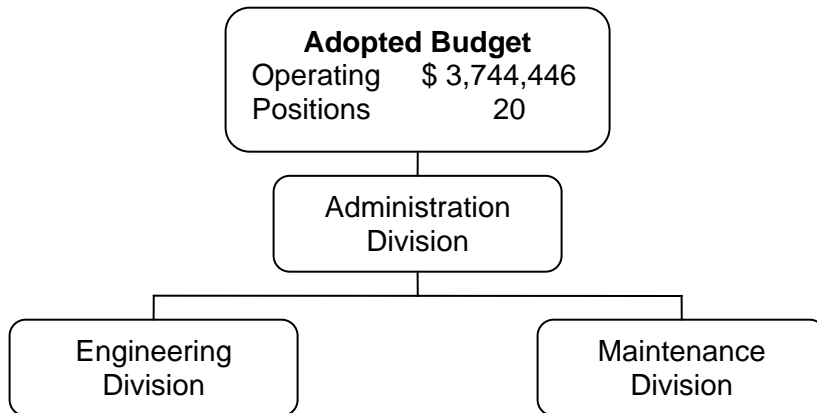 Adopted Budget
Operating $ 3,744,446
Positions 20
Administration
Division
Engineering
Division
Maintenance
Division